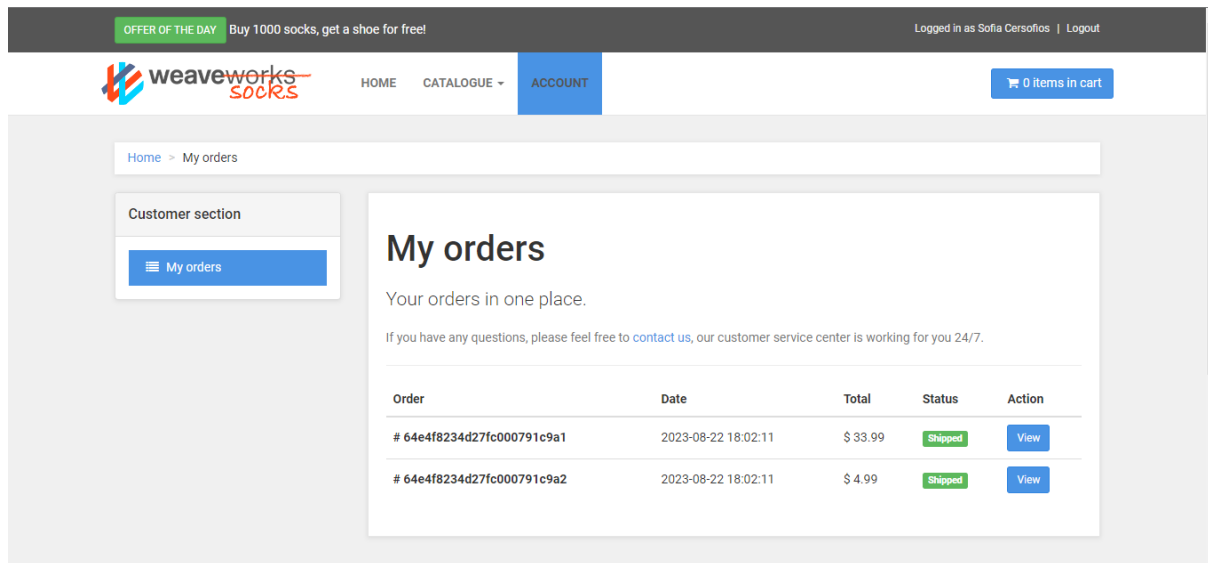 OFFER OF THE DAY Buy 1000 socks, get a shoe for free! Logged in as Sofia Cersofios | Logout
weaveworks
socks
HOME CATALOGUE ACCOUNT 0 items in cart
Home > My orders
Customer section
My orders
My orders
Your orders in one place.
If you have any questions, please feel free to contact us, our customer service center is working for you 24/7.
Order Date Total Status Action
# 64e4f8234d27fc000791c9a1 2023-08-22 18:02:11 $ 33.99 Shipped View
# 64e4f8234d27fc000791c9a2 2023-08-22 18:02:11 $ 4.99 Shipped View